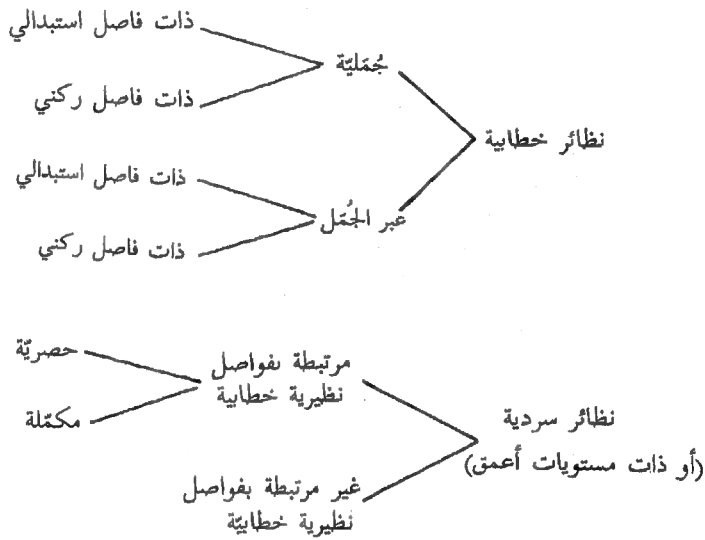 ذات فاصل استبدالي
جُمَليّة
ذات فاصل ركني
نظائر خطابية
ذات فاصل استبدالي
عبر الجُمَل
ذات فاصل ركني
حصريّة
مرتبطة بفواصل
نظيرية خطابية
مكمّلة
نظائر سردية
(أو ذات مستويات أعمق)
غير مرتبطة بفواصل
نظيرية خطابيّة